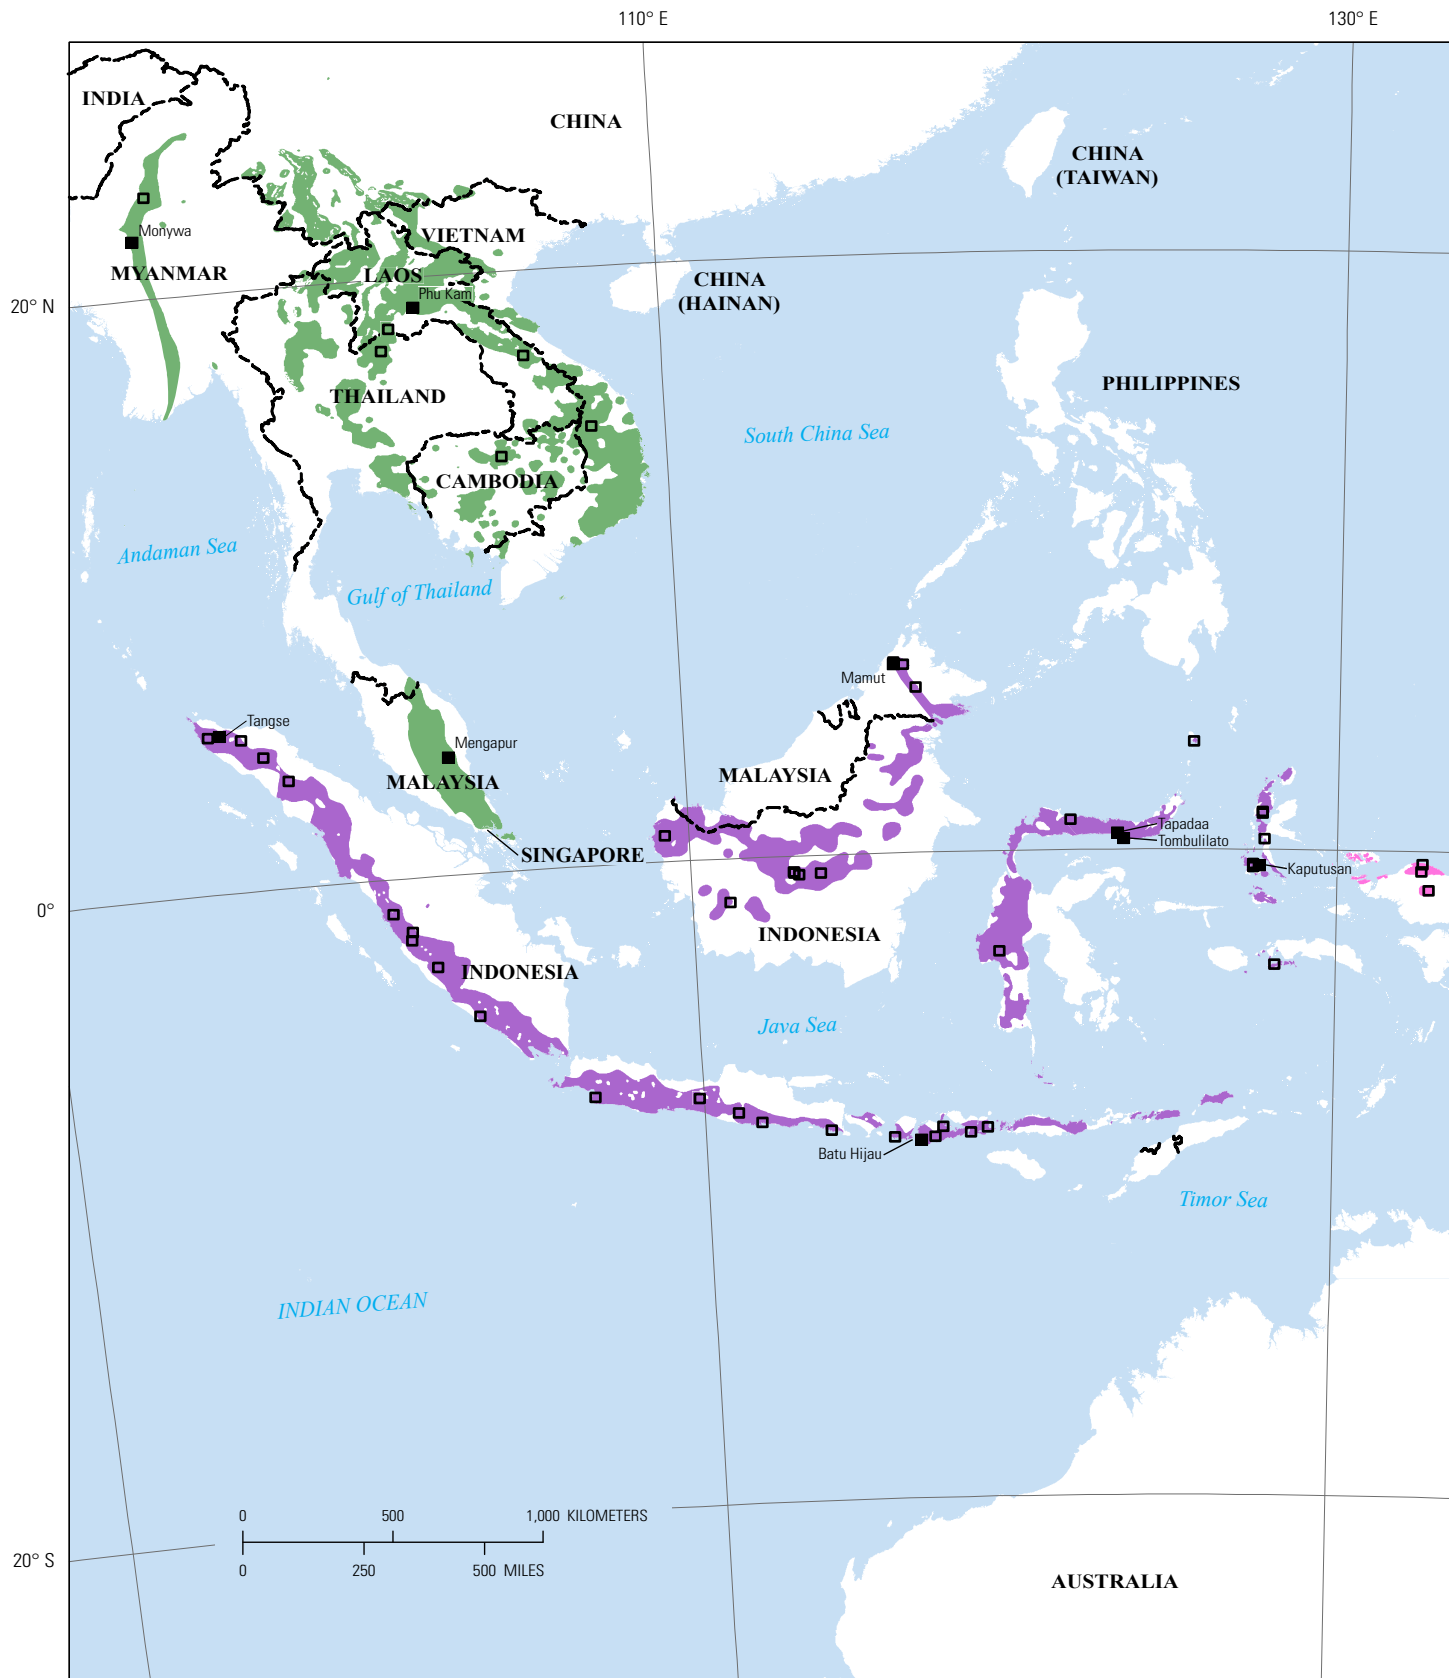 110° E
130° E
INDIA
CHINA
CHINA
(TAIWAN)
Monywa
VIETNAM
MYANMAR
LAOS
CHINA
(HAINAN)
Phu Kam
20° N
THAILAND
PHILIPPINES
South China Sea
CAMBODIA
Andaman Sea
Gulf of Thailand
Mamut
Tangse
Mengapur
MALAYSIA
MALAYSIA
Tapadaa
Tombulilato
SINGAPORE
Kaputusan
0°
INDONESIA
INDONESIA
Java Sea
Batu Hijau
Timor Sea
INDIAN OCEAN
0 500 1,000 KILOMETERS
0 250 500 MILES
20° S
AUSTRALIA